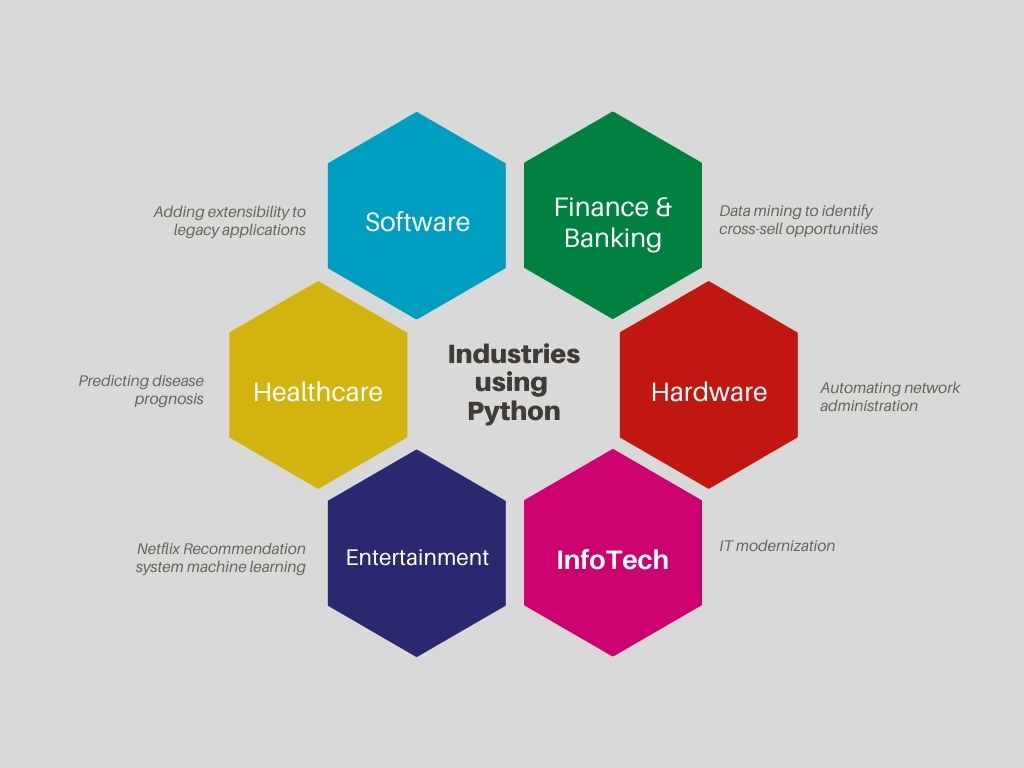 Adding extensibility to
legacy applications
Software
Finance &
Banking
Data mining to identify
cross-sell opportunities
Predicting disease
prognosis
Healthcare
Industries
using
Python
Hardware
Automating network
administration
Netflix Recommendation
system machine learning
Entertainment
InfoTech
IT modernization